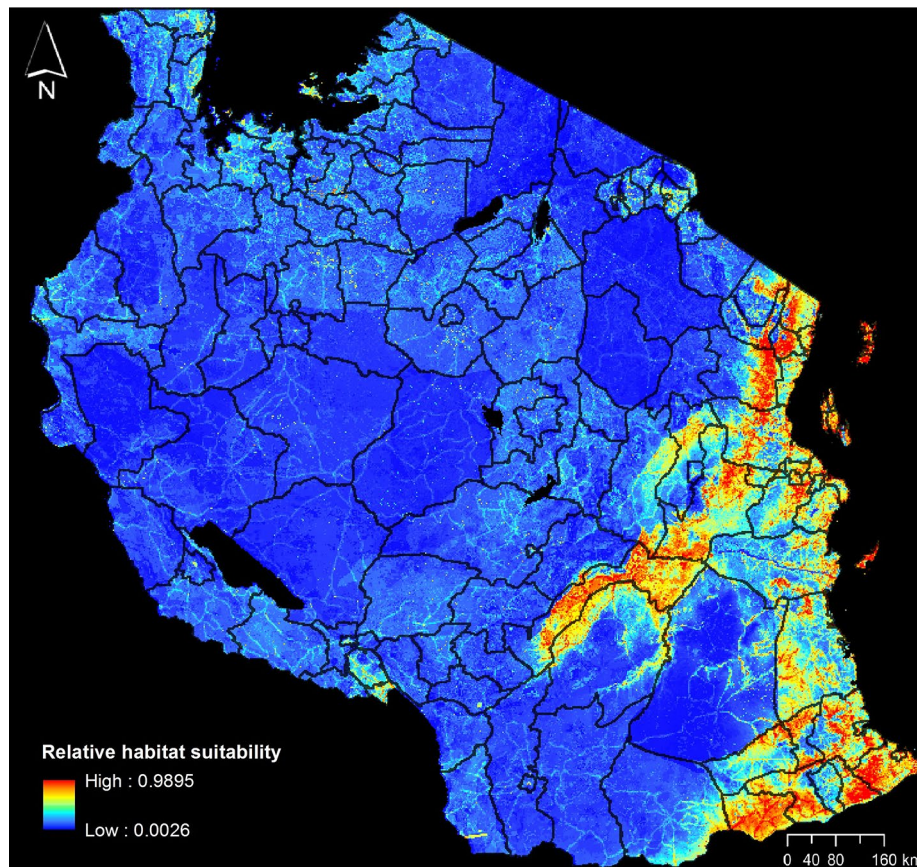 N
Relative habitat suitability
High : 0.9895
Low : 0.0026
0 40 80 160 km